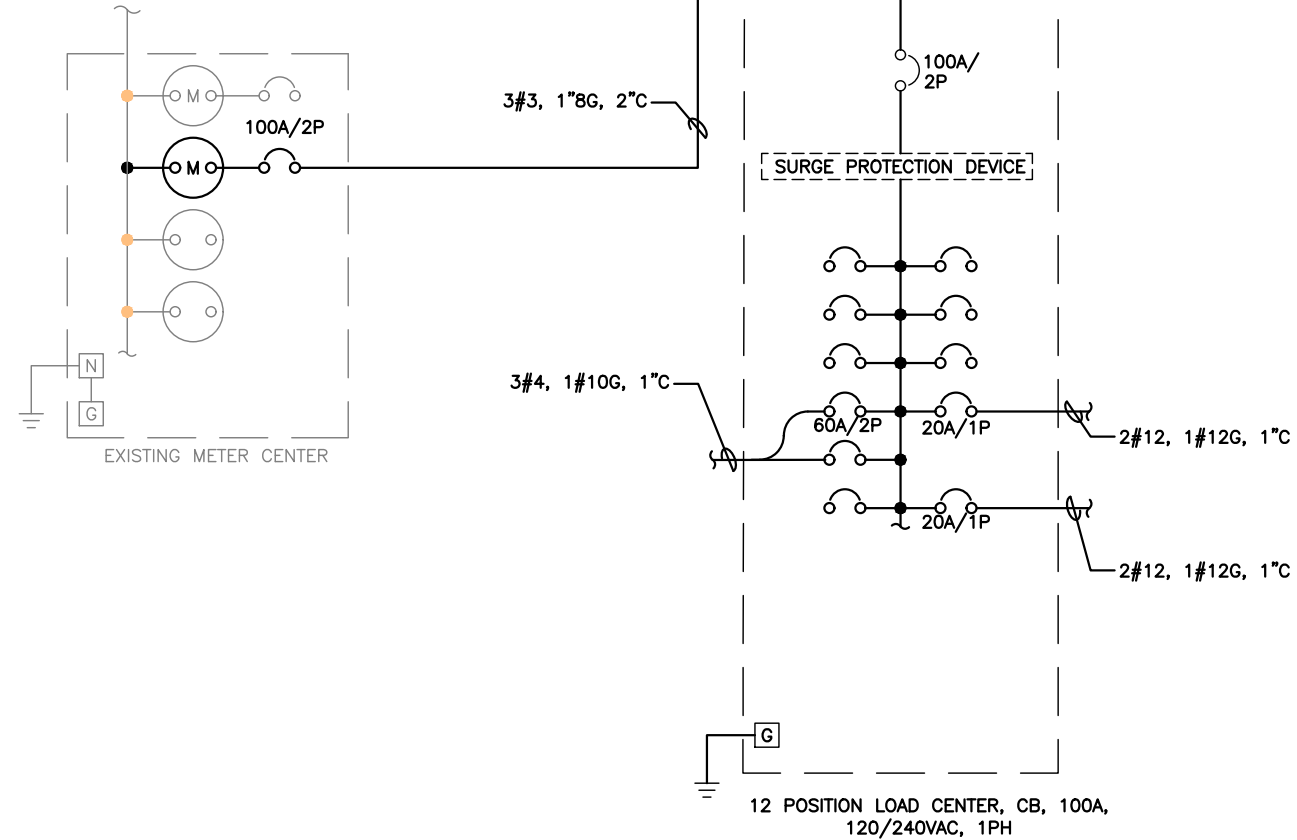 M
100A/2P
M
N
G
EXISTING METER CENTER
3#3, 1"8G, 2"C
100A/
2P
SURGE PROTECTION DEVICE
3#4, 1#10G, 1"C
60A/2P
20A/1P
2#12, 1#12G, 1"C
20A/1P
2#12, 1#12G, 1"C
G
12 POSITION LOAD CENTER, CB, 100A,
120/240VAC, 1PH